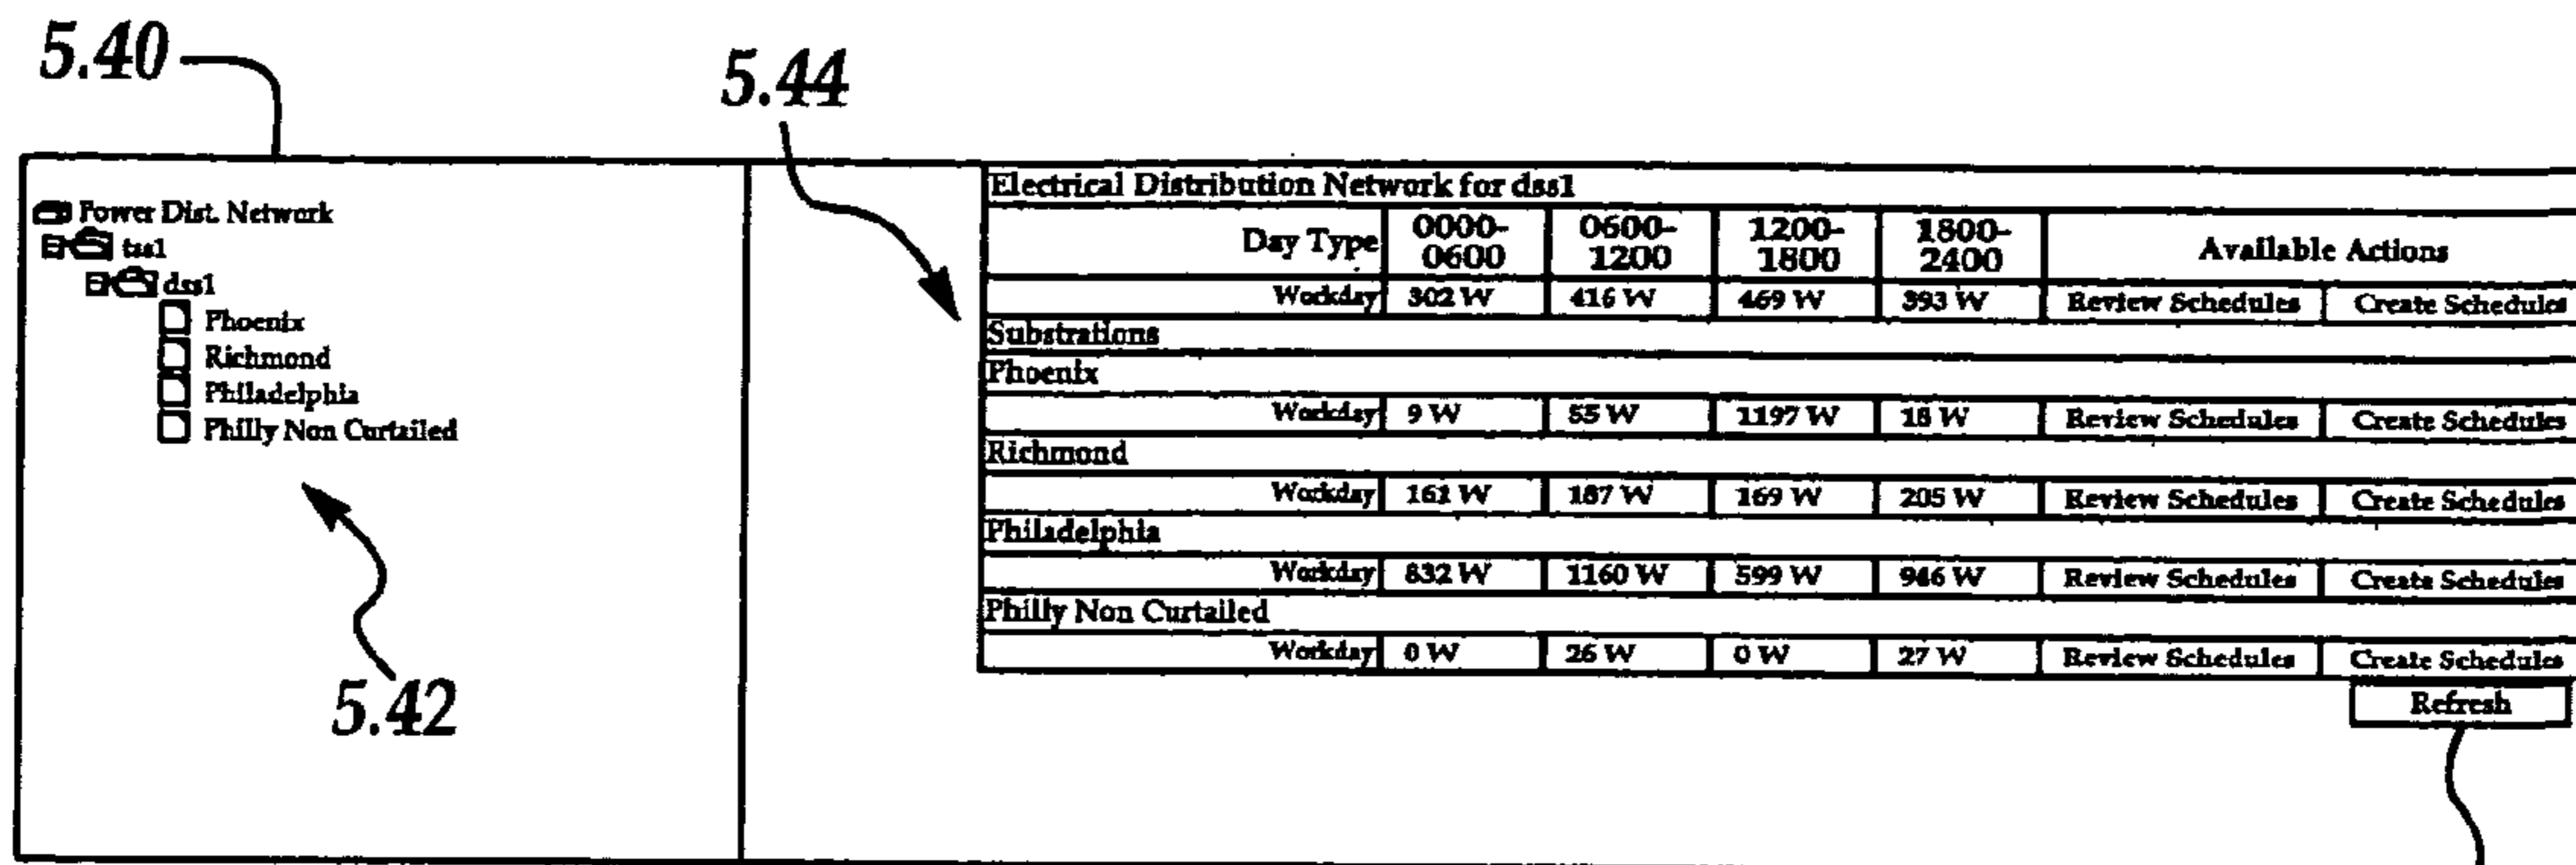 5.40
5.44
Power Dist. Network
tss1
dss1
Phoenix
Richmond
Philadelphia
Philly Non Curtailed
5.42
Electrical Distribution Network for dss1
Day Type 0000-0600 0600-1200 1200-1800 1800-2400 Available Actions
Workday 302 W 416 W 469 W 393 W Review Schedules Create Schedules
Substrations
Phoenix
Workday 9 W 55 W 1197 W 18 W Review Schedules Create Schedules
Richmond
Workday 161 W 187 W 169 W 205 W Review Schedules Create Schedules
Philadelphia
Workday 832 W 1160 W 599 W 946 W Review Schedules Create Schedules
Philly Non Curtailed
Workday 0 W 26 W 0 W 27 W Review Schedules Create Schedules
Refresh